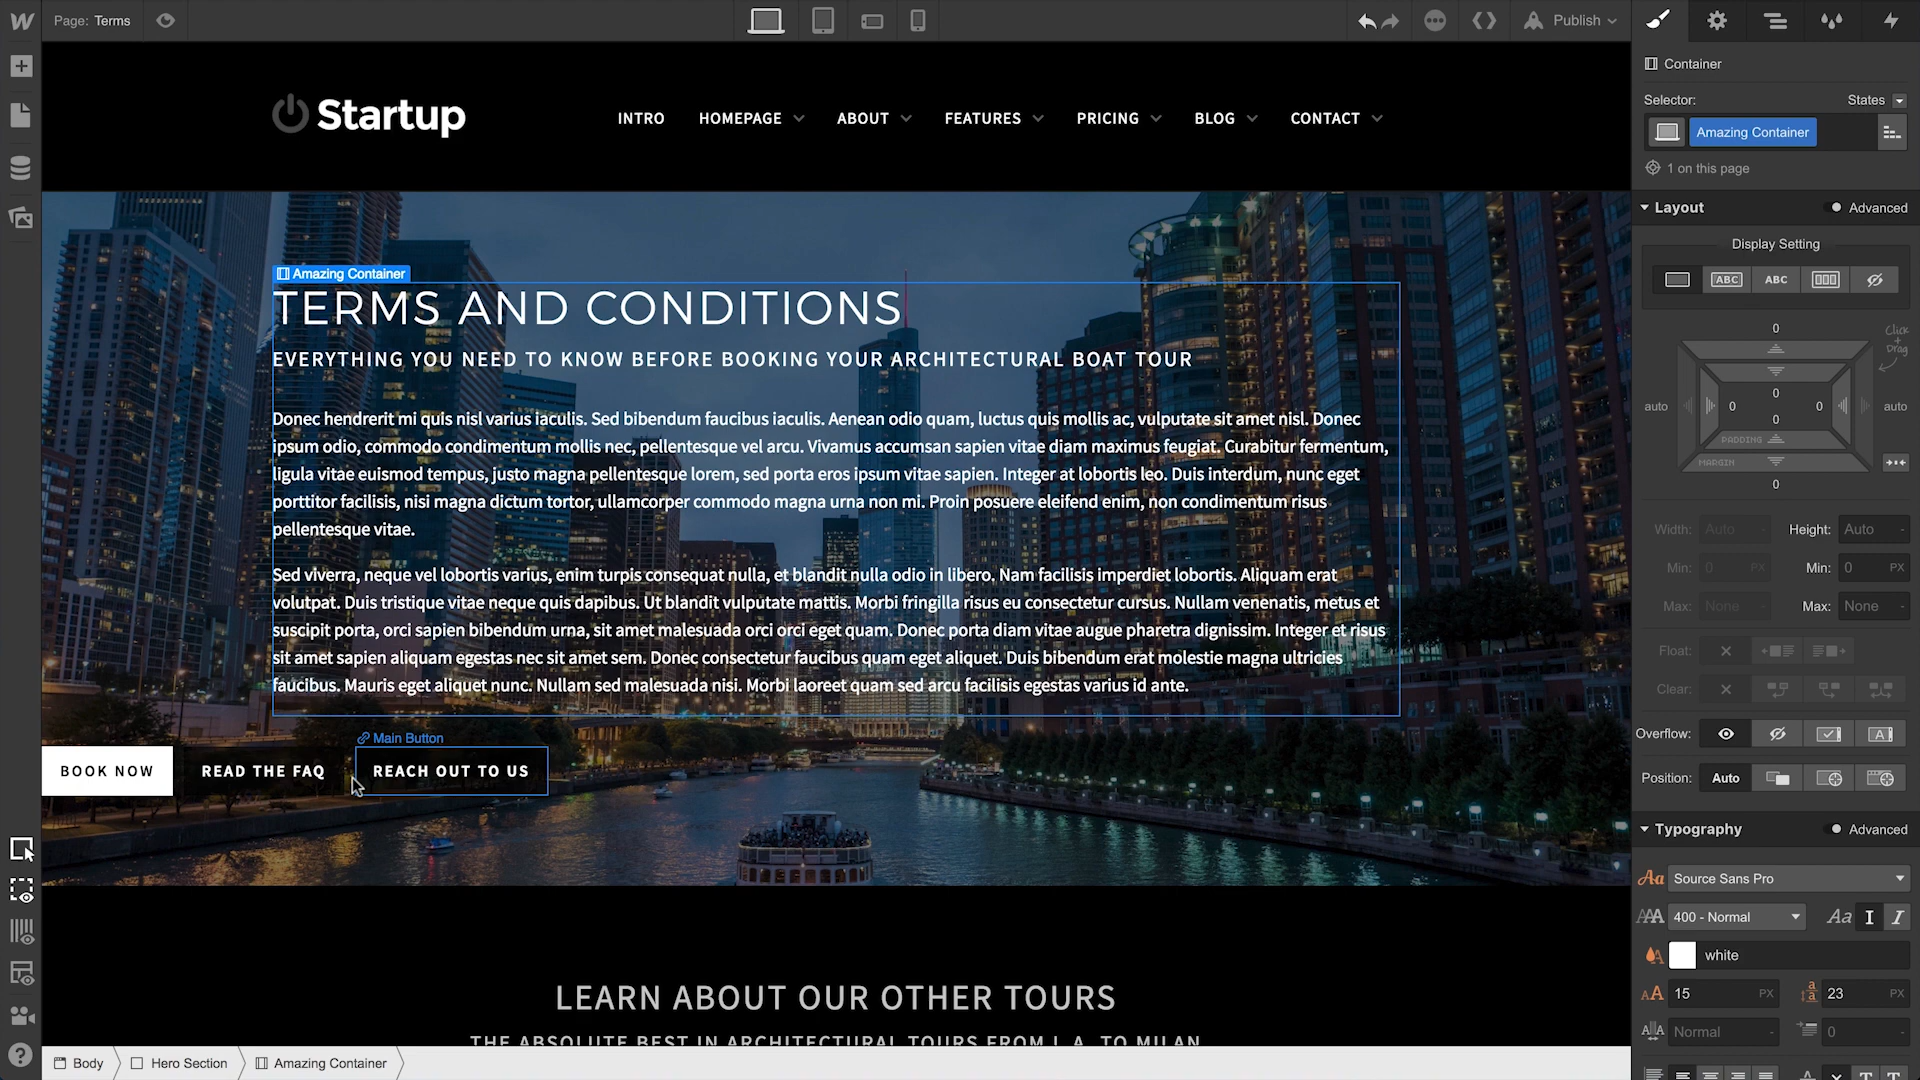 Page: Terms
Publish
Container
Selector:
States
Amazing Container
1 on this page
Startup
INTRO
HOMEPAGE
ABOUT
FEATURES
PRICING
BLOG
CONTACT
Amazing Container
TERMS AND CONDITIONS
EVERYTHING YOU NEED TO KNOW BEFORE BOOKING YOUR ARCHITECTURAL BOAT TOUR
Donec hendrerit mi quis nisl varius iaculis. Sed bibendum faucibus iaculis. Aenean odio quam, luctus quis mollis ac, vulputate sit amet nisl. Donec
ipsum odio, commodo condimentum mollis nec, pellentesque vel arcu. Vivamus accumsan sapien vitae diam maximus feugiat. Curabitur fermentum,
ligula vitae euismod tempus, justo magna pellentesque lorem, sed porta eros ipsum vitae sapien. Integer at lobortis leo. Duis interdum, nunc eget
porttitor facilisis, nisi magna dictum tortor, ullamcorper commodo magna urna non mi. Proin posuere eleifend enim, non condimentum risus
pellentesque vitae.
Sed viverra, neque vel lobortis varius, enim turpis consequat nulla, et blandit nulla odio in libero. Nam facilisis imperdiet lobortis. Aliquam erat
volutpat. Duis tristique vitae neque quis dapibus. Ut blandit vulputate mattis. Morbi fringilla risus eu consectetur cursus. Nullam venenatis, metus et
suscipit porta, orci sapien bibendum urna, sit amet malesuada orci orci eget quam. Donec porta diam vitae augue pharetra dignissim. Integer et risus
sit amet sapien aliquam egestas nec sit amet sem. Donec consectetur faucibus quam eget aliquet. Duis bibendum erat molestie magna ultricies
faucibus. Mauris eget aliquet nunc. Nullam sed malesuada nisi. Morbi laoreet quam sed arcu facilisis egestas varius id ante.
Main Button
BOOK NOW
READ THE FAQ
REACH OUT TO US
LEARN ABOUT OUR OTHER TOURS
THE ABSOLUTE BEST IN ARCHITECTURAL TOURS FROM L.A. TO MILAN
Body
Hero Section
Amazing Container
Layout
Advanced
Display Setting
ABC
ABC
Click
+
Drag
0
0
auto
0
0
auto
0
PADDING
MARGIN
0
Width: Auto -
Height: Auto -
Min: 0 PX
Min: 0 PX
Max: None -
Max: None -
Float:
Clear:
Overflow:
Position: Auto
Typography
Advanced
Source Sans Pro
400 - Normal
white
15 PX
23 PX
Normal -
0 -